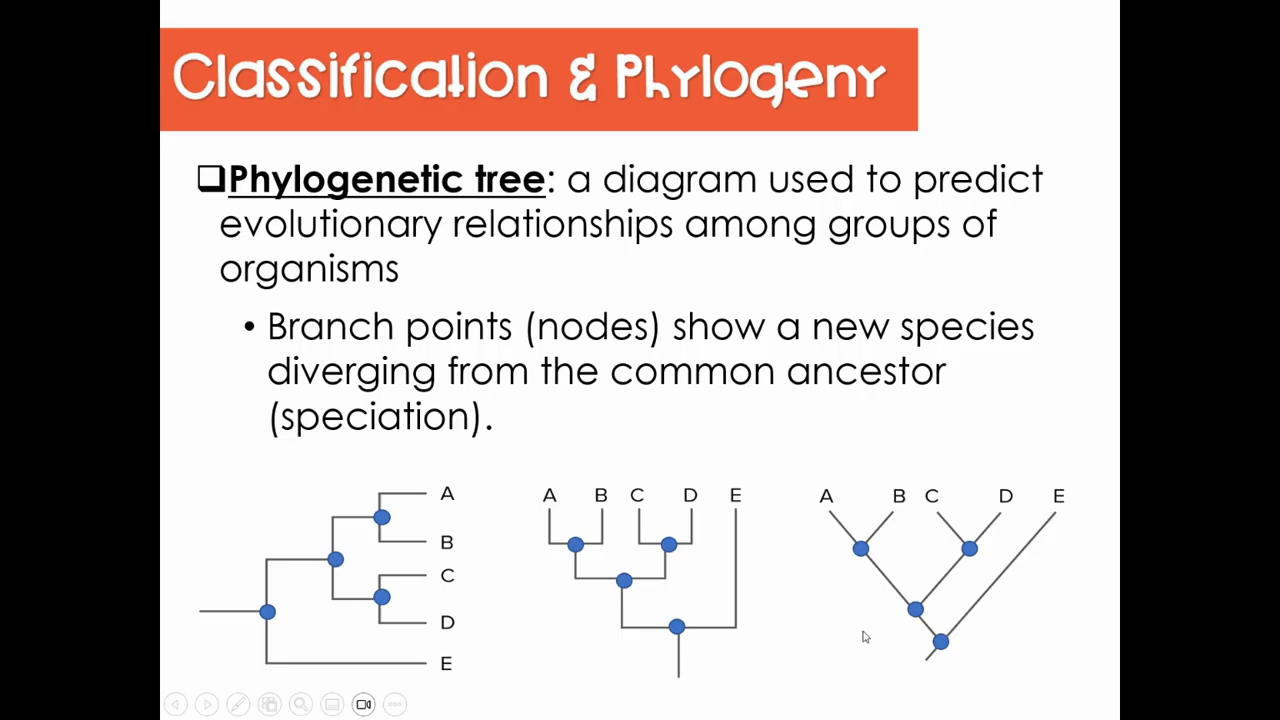 Classification & Phylogeny
Phylogenetic tree: a diagram used to predict
evolutionary relationships among groups of
organisms
• Branch points (nodes) show a new species
diverging from the common ancestor
(speciation).
A
B
C
D
E
A B C D E
A B C D E